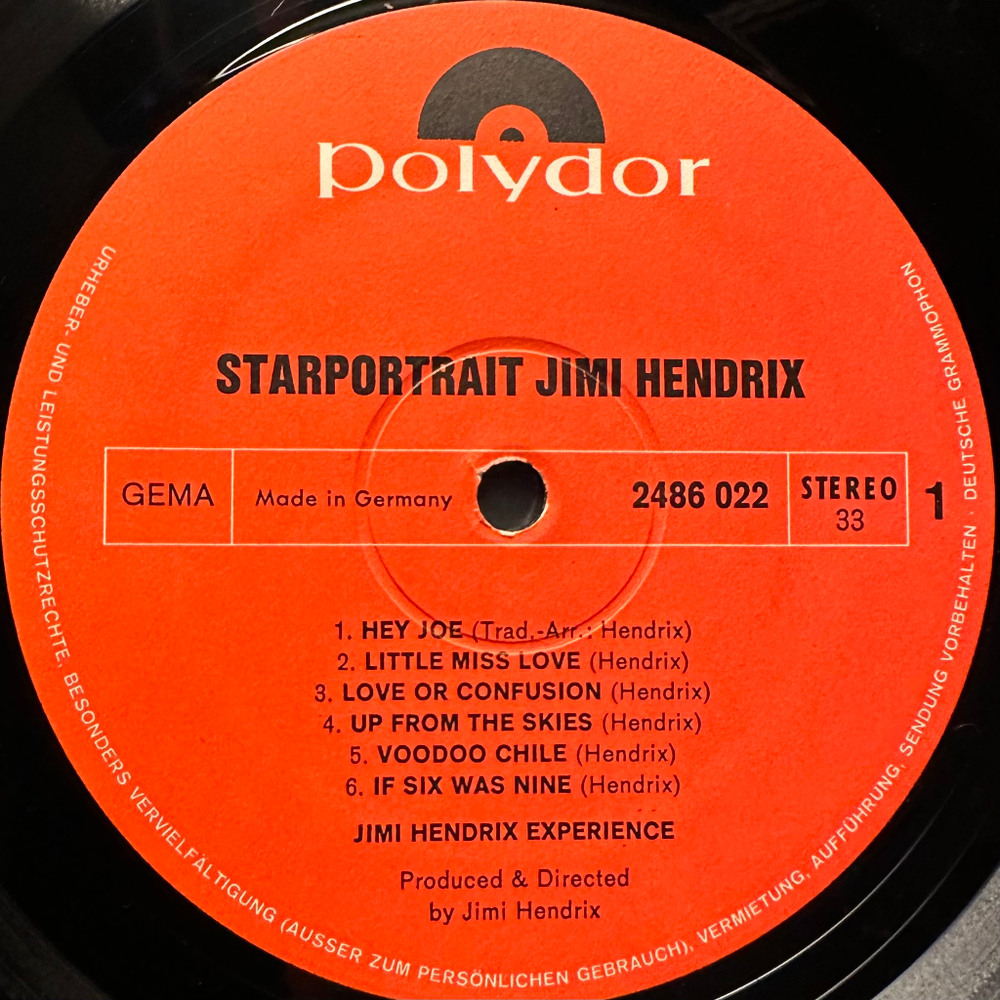 polydor
STARPORTRAIT JIMI HENDRIX
GEMA
Made in Germany
2486 022
STEREO
33
1
1. HEY JOE (Trad.-Arr.: Hendrix)
2. LITTLE MISS LOVE (Hendrix)
3. LOVE OR CONFUSION (Hendrix)
4. UP FROM THE SKIES (Hendrix)
5. VOODOO CHILE (Hendrix)
6. IF SIX WAS NINE (Hendrix)
JIMI HENDRIX EXPERIENCE
Produced & Directed
by Jimi Hendrix
URHEBER- UND LEISTUNGSSCHUTZRECHTE, BESONDERS VERVIELFÄLTIGUNG (AUSSER ZUM PERSÖNLICHEN GEBRAUCH), VERMIETUNG, AUFFÜHRUNG, SENDUNG VORBEHALTEN · DEUTSCHE GRAMMOPHON